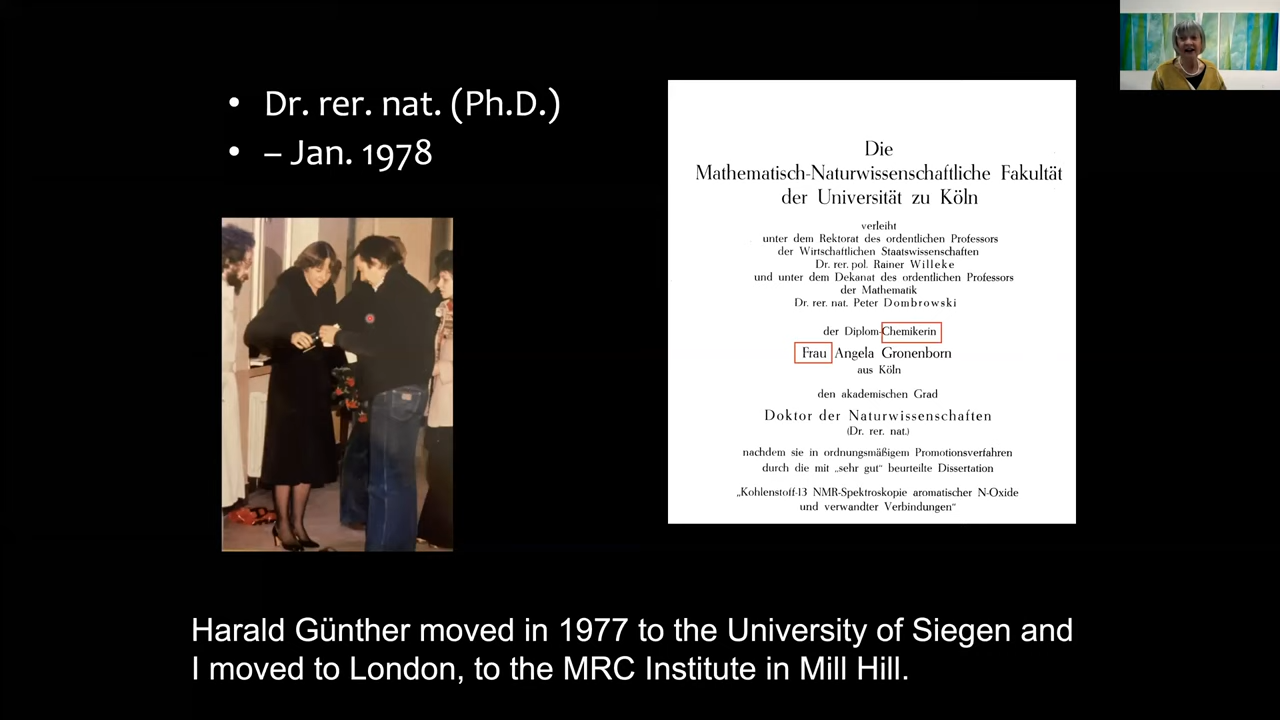 • Dr. rer. nat. (Ph.D.)
• – Jan. 1978
Die
Mathematisch-Naturwissenschaftliche Fakultät
der Universität zu Köln
verleiht
unter dem Rektorat des ordentlichen Professors
der Wirtschaftlichen Staatswissenschaften
Dr. rer. pol. Rainer Willeke
und unter dem Dekanat des ordentlichen Professors
der Mathematik
Dr. rer. nat. Peter Dombrowski
der Diplom-Chemikerin
Frau Angela Gronenborn
aus Köln
den akademischen Grad
Doktor der Naturwissenschaften
(Dr. rer. nat.)
nachdem sie in ordnungsmäßigem Promotionsverfahren
durch die mit „sehr gut“ beurteilte Dissertation
„Kohlenstoff-13 NMR-Spektroskopie aromatischer N-Oxide
und verwandter Verbindungen“
Harald Günther moved in 1977 to the University of Siegen and
I moved to London, to the MRC Institute in Mill Hill.